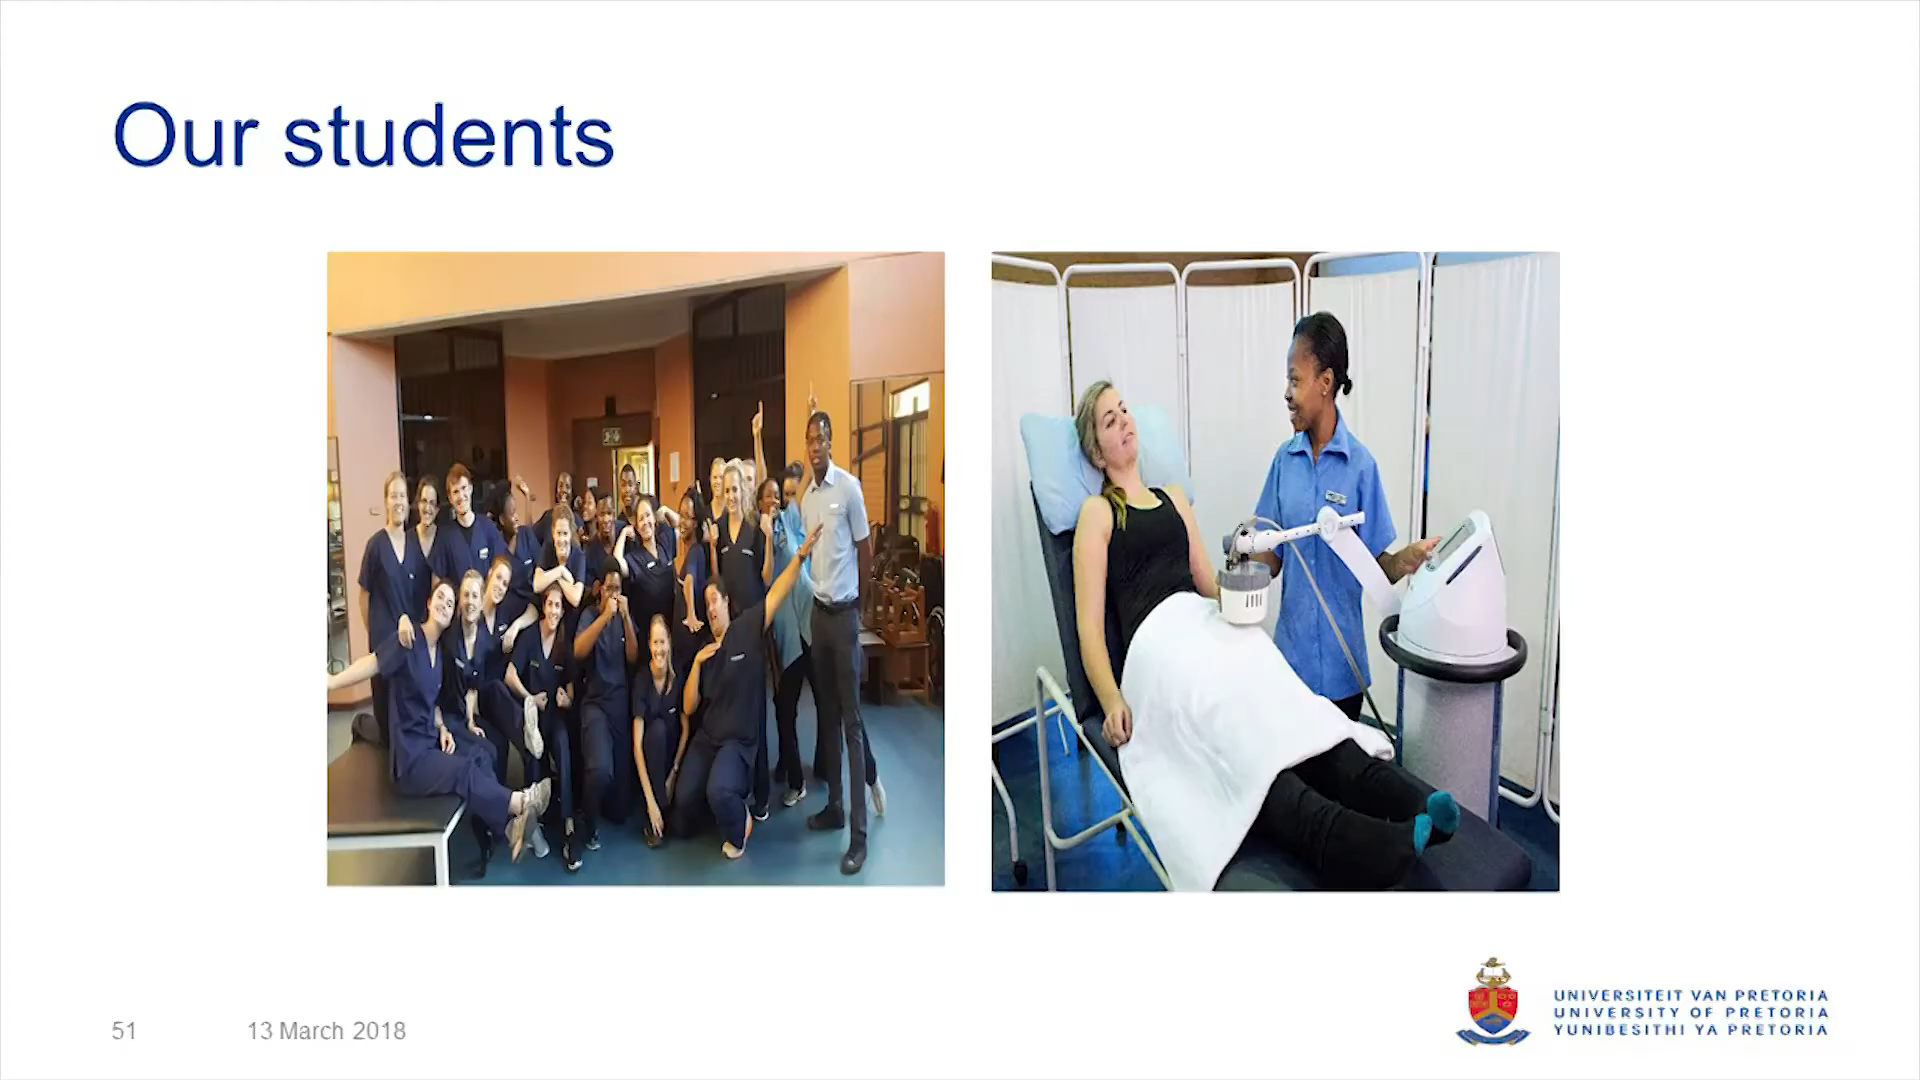 Our students
51
13 March 2018
UNIVERSITEIT VAN PRETORIA
UNIVERSITY OF PRETORIA
YUNIBESITHI YA PRETORIA